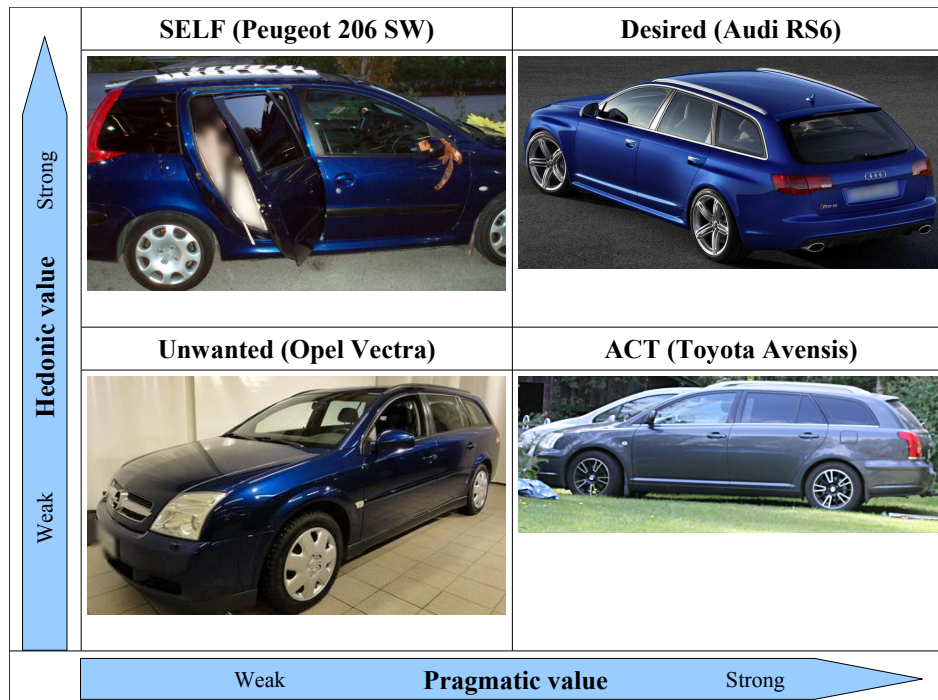 SELF (Peugeot 206 SW)
Desired (Audi RS6)
Strong
Hedonic value
Weak
Unwanted (Opel Vectra)
ACT (Toyota Avensis)
Weak
Pragmatic value
Strong